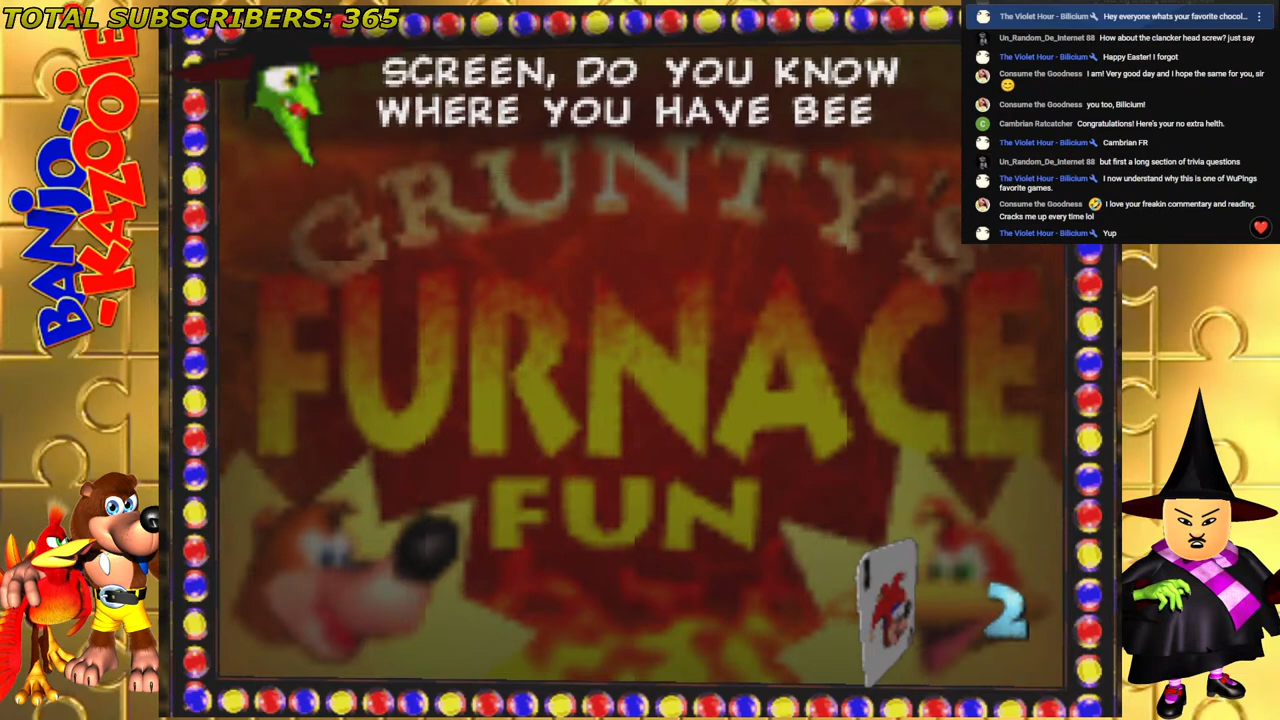 TOTAL SUBSCRIBERS: 365
BANJO-
-KAZOOIE
SCREEN, DO YOU KNOW
WHERE YOU HAVE BEE
GRUNTY'S
FURNACE
FUN
2
The Violet Hour - Bilicium Hey everyone whats your favorite chocol...
Un_Random_De_Internet 88 How about the clancker head screw? just say
The Violet Hour - Bilicium Happy Easter! I forgot
Consume the Goodness I am! Very good day and I hope the same for you, sir
Consume the Goodness you too, Bilicium!
C Cambrian Ratcatcher Congratulations! Here's your no extra helth.
The Violet Hour - Bilicium Cambrian FR
Un_Random_De_Internet 88 but first a long section of trivia questions
The Violet Hour - Bilicium I now understand why this is one of WuPings
favorite games.
Consume the Goodness 🤣 I love your freakin commentary and reading.
Cracks me up every time lol
The Violet Hour - Bilicium Yup